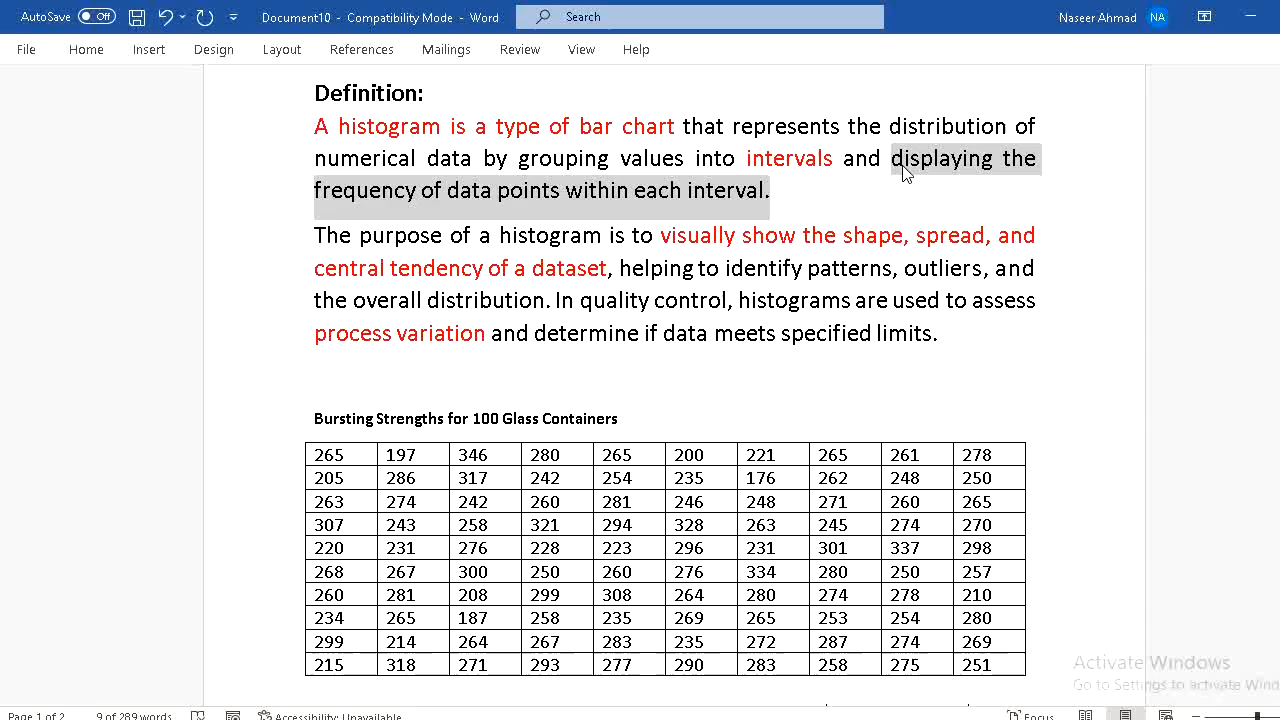 AutoSave Off Document10 - Compatibility Mode - Word Search Naseer Ahmad NA
File Home Insert Design Layout References Mailings Review View Help
Definition:
A histogram is a type of bar chart that represents the distribution of
numerical data by grouping values into intervals and displaying the
frequency of data points within each interval.
The purpose of a histogram is to visually show the shape, spread, and
central tendency of a dataset, helping to identify patterns, outliers, and
the overall distribution. In quality control, histograms are used to assess
process variation and determine if data meets specified limits.
Bursting Strengths for 100 Glass Containers
265 197 346 280 265 200 221 265 261 278
205 286 317 242 254 235 176 262 248 250
263 274 242 260 281 246 248 271 260 265
307 243 258 321 294 328 263 245 274 270
220 231 276 228 223 296 231 301 337 298
268 267 300 250 260 276 334 280 250 257
260 281 208 299 308 264 280 274 278 210
234 265 187 258 235 269 265 253 254 280
299 214 264 267 283 235 272 287 274 269
215 318 271 293 277 290 283 258 275 251
Activate Windows
Go to Settings to activate Wind
Page 1 of 2 9 of 289 words Accessibility: Unavailable Focus